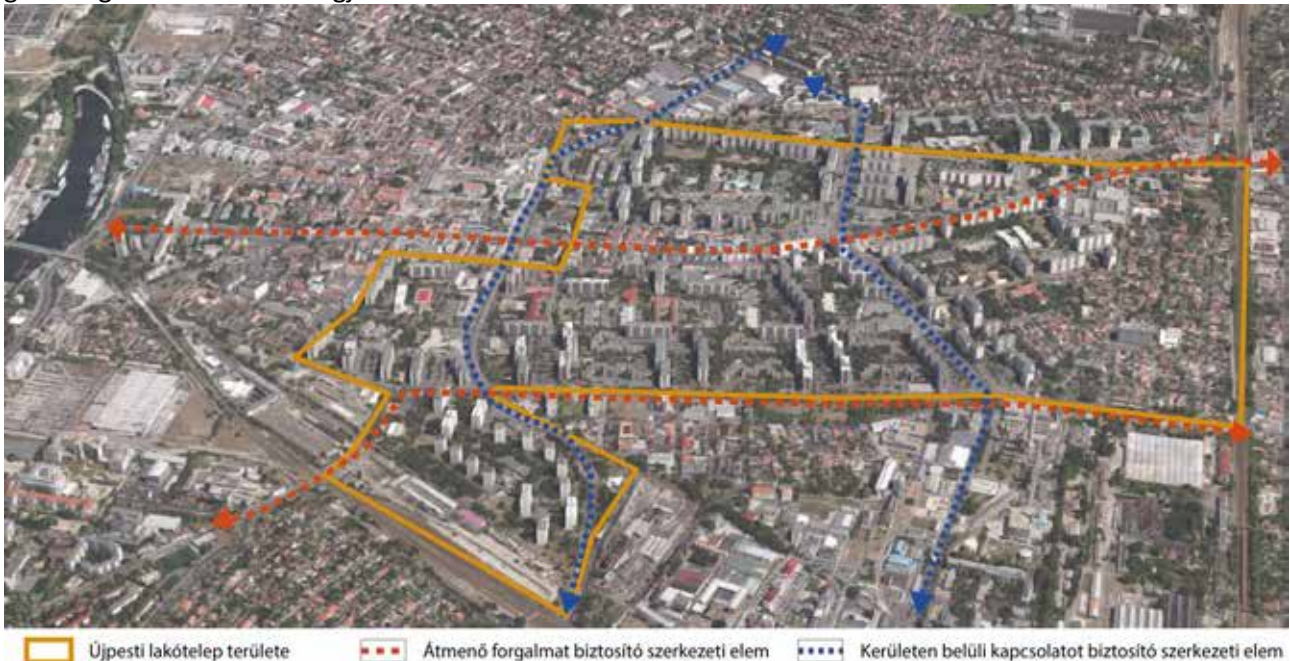 Újpesti lakótelep területe
Átmenő forgalmat biztosító szerkezeti elem
Kerületen belüli kapcsolatot biztosító szerkezeti elem